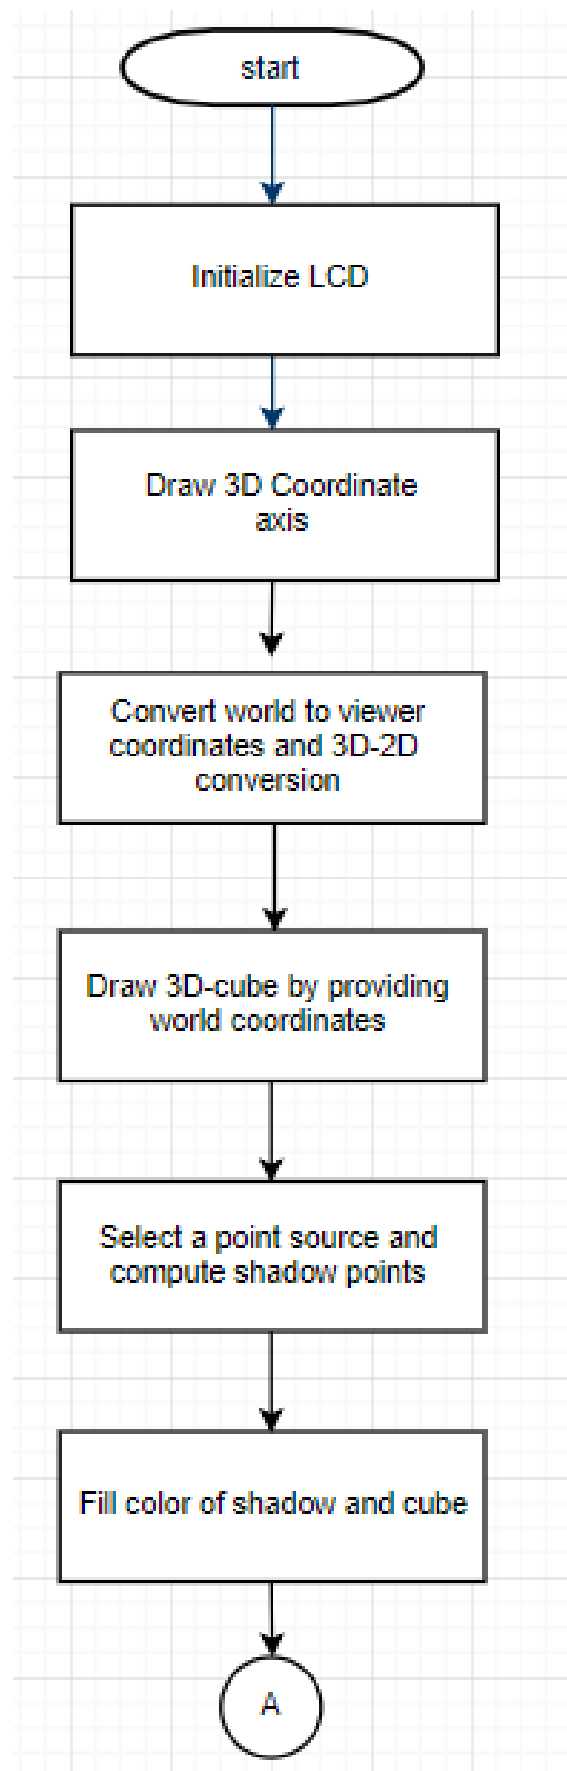 start
Initialize LCD
Draw 3D Coordinate
axis
Convert world to viewer
coordinates and 3D-2D
conversion
Draw 3D-cube by providing
world coordinates
Select a point source and
compute shadow points
Fill color of shadow and cube
A